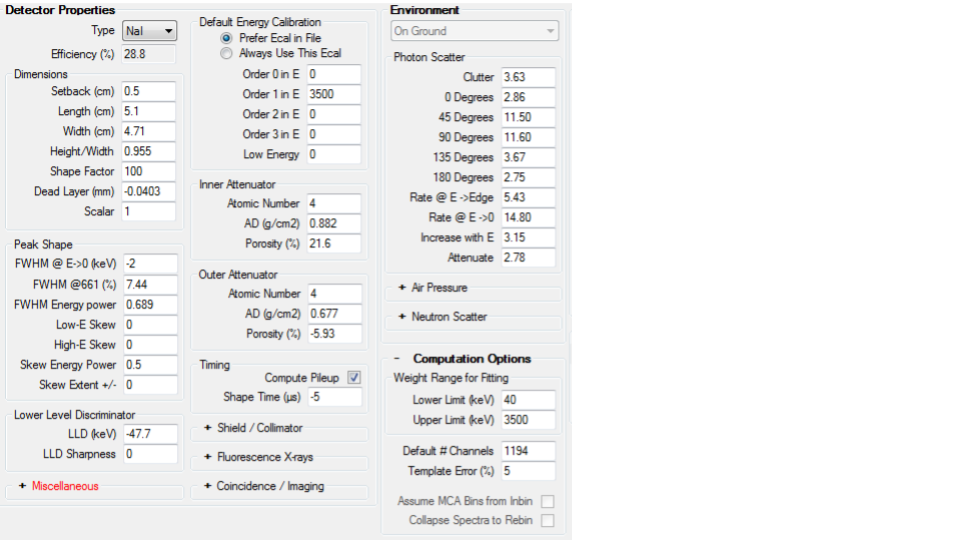 Detector Properties
Type NaI
Efficiency (%) 28.8
Dimensions
Setback (cm) 0.5
Length (cm) 5.1
Width (cm) 4.71
Height/Width 0.955
Shape Factor 100
Dead Layer (mm) -0.0403
Scalar 1
Peak Shape
FWHM @ E->0 (keV) -2
FWHM @661 (%) 7.44
FWHM Energy power 0.689
Low-E Skew 0
High-E Skew 0
Skew Energy Power 0.5
Skew Extent +/- 0
Lower Level Discriminator
LLD (keV) -47.7
LLD Sharpness 0
+ Miscellaneous
Default Energy Calibration
Prefer Ecal in File
Always Use This Ecal
Order 0 in E 0
Order 1 in E 3500
Order 2 in E 0
Order 3 in E 0
Low Energy 0
Inner Attenuator
Atomic Number 4
AD (g/cm2) 0.882
Porosity (%) 21.6
Outer Attenuator
Atomic Number 4
AD (g/cm2) 0.677
Porosity (%) -5.93
Timing
Compute Pileup
Shape Time (µs) -5
+ Shield / Collimator
+ Fluorescence X-rays
+ Coincidence / Imaging
Environment
On Ground
Photon Scatter
Clutter 3.63
0 Degrees 2.86
45 Degrees 11.50
90 Degrees 11.60
135 Degrees 3.67
180 Degrees 2.75
Rate @ E ->Edge 5.43
Rate @ E ->0 14.80
Increase with E 3.15
Attenuate 2.78
+ Air Pressure
+ Neutron Scatter
- Computation Options
Weight Range for Fitting
Lower Limit (keV) 40
Upper Limit (keV) 3500
Default # Channels 1194
Template Error (%) 5
Assume MCA Bins from Inbin
Collapse Spectra to Rebin